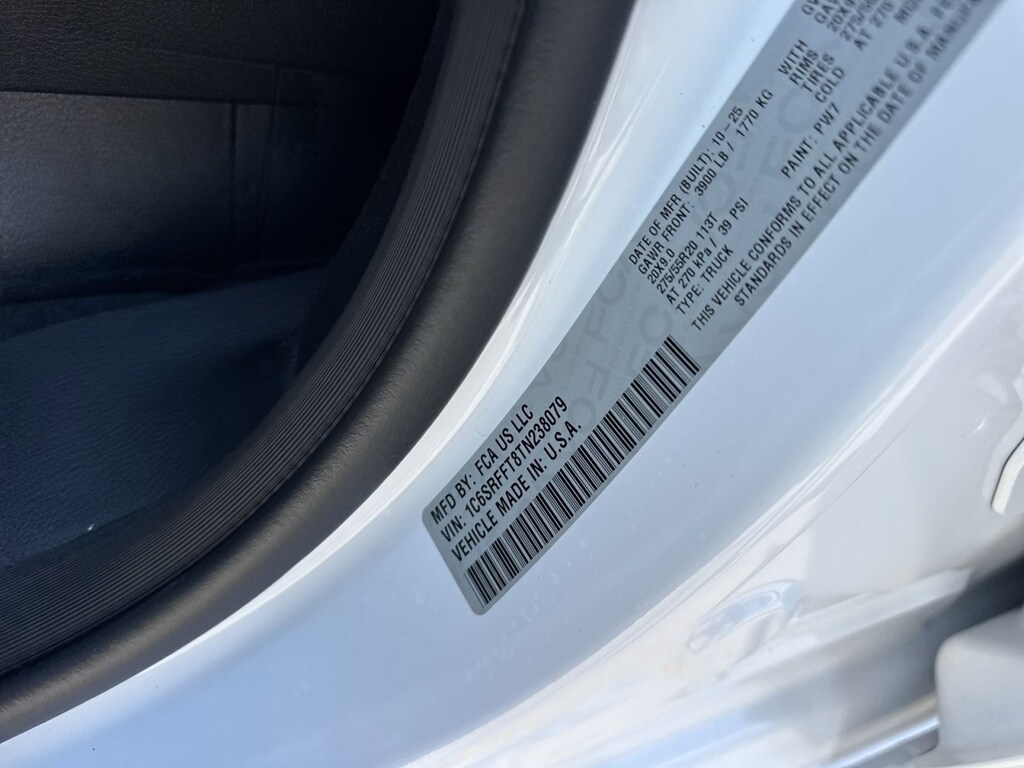 MFD BY: FCA US LLC
VIN: 1C6SRFFT8TN238079
VEHICLE MADE IN: U.S.A.
DATE OF MFR (BUILT): 10-25
GAWR FRONT: 3900 LB / 1770 KG WITH
20X9.0 RIMS
275/55R20 113T TIRES
AT 270 kPa / 39 PSI COLD
TYPE: TRUCK PAINT: PW7
THIS VEHICLE CONFORMS TO ALL APPLICABLE U.S.A.
STANDARDS IN EFFECT ON THE DATE OF